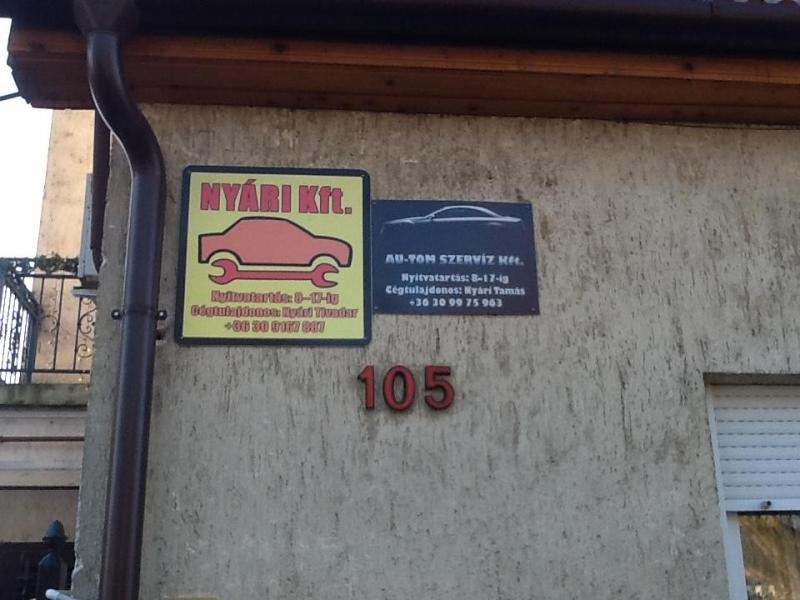 NYÁRI Kft.
Nyitvatartás: 8-17-ig
Cégtulajdonos: Nyári Tivadar
+36 30 9167 887
AU-TOM SZERVÍZ Kft.
Nyitvatartás: 8-17-ig
Cégtulajdonos: Nyári Tamás
+36 30 99 75 963
105